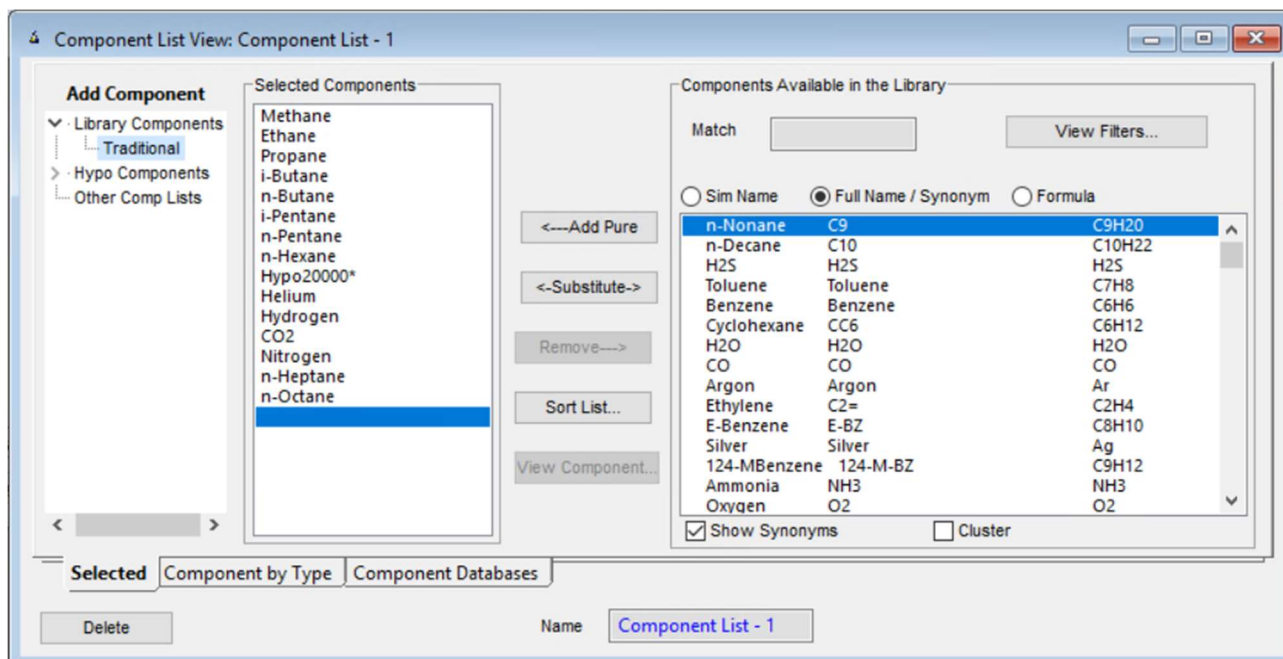 Component List View: Component List - 1
Add Component
Library Components
Traditional
Hypo Components
Other Comp Lists
Selected Components
Methane
Ethane
Propane
i-Butane
n-Butane
i-Pentane
n-Pentane
n-Hexane
Hypo20000*
Helium
Hydrogen
CO2
Nitrogen
n-Heptane
n-Octane
<---Add Pure
<-Substitute->
Remove--->
Sort List...
View Component...
Components Available in the Library
Match
View Filters...
Sim Name Full Name / Synonym Formula
n-Nonane C9 C9H20
n-Decane C10 C10H22
H2S H2S H2S
Toluene Toluene C7H8
Benzene Benzene C6H6
Cyclohexane CC6 C6H12
H2O H2O H2O
CO CO CO
Argon Argon Ar
Ethylene C2= C2H4
E-Benzene E-BZ C8H10
Silver Silver Ag
124-MBenzene 124-M-BZ C9H12
Ammonia NH3 NH3
Oxygen O2 O2
Show Synonyms Cluster
Selected Component by Type Component Databases
Delete
Name Component List - 1